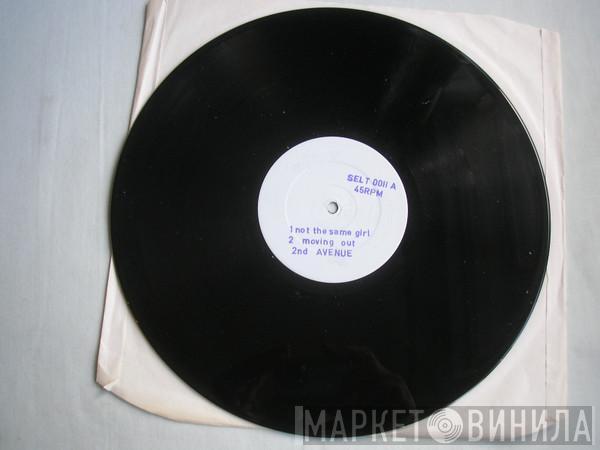 SELT 0011 A
45RPM
1 not the same girl
2 moving out
2nd AVENUE
МАРКЕТ ВИНИЛА